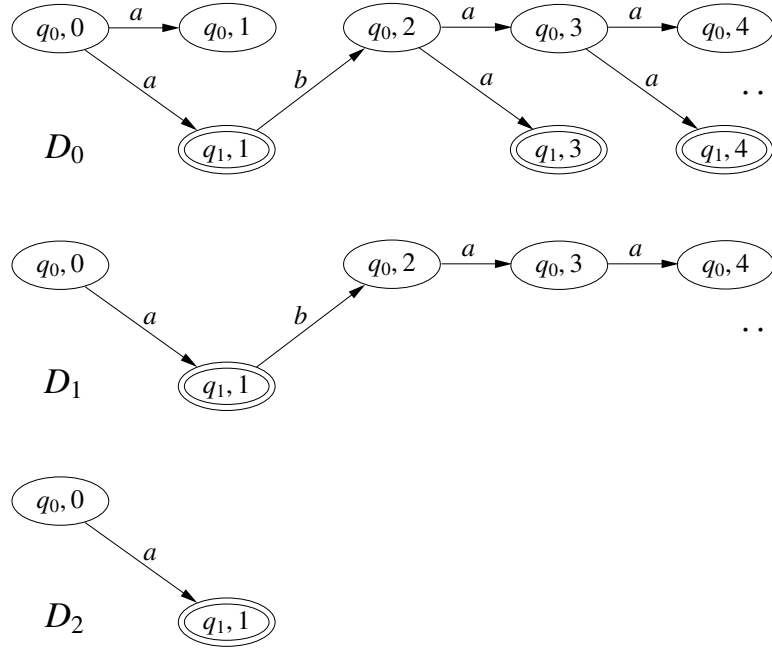 a a a
q₀, 0 q₀, 1 q₀, 2 q₀, 3 q₀, 4
a b a a
. .
D₀ q₁, 1 q₁, 3 q₁, 4
a a
q₀, 0 q₀, 2 q₀, 3 q₀, 4
a b
. .
D₁ q₁, 1
q₀, 0
a
D₂ q₁, 1